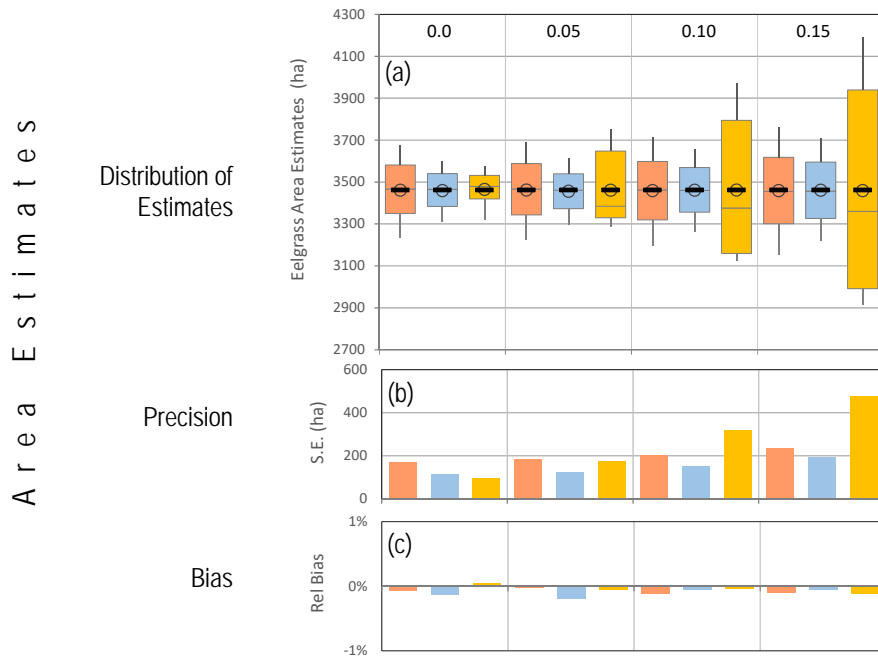 Area Estimates
Distribution of
Estimates
Precision
Bias
Eelgrass Area Estimates (ha)
4300
4100
3900
3700
3500
3300
3100
2900
2700
0.0 0.05 0.10 0.15
(a)
S.E. (ha)
600
400
200
0
(b)
Rel Bias
1%
0%
-1%
(c)